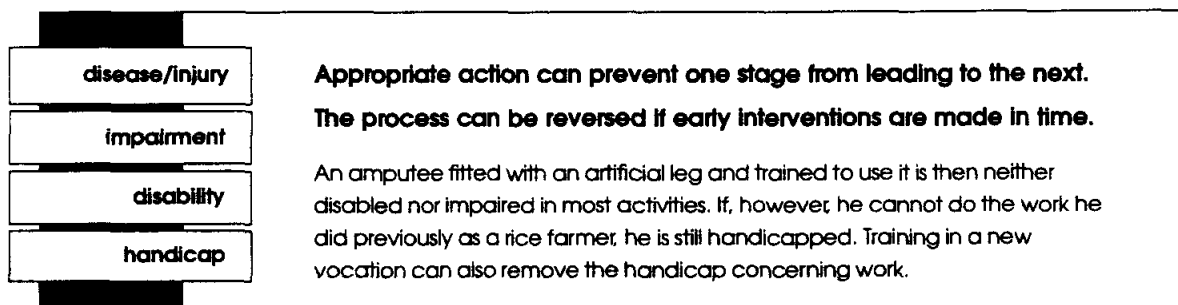 disease/injury
impairment
disability
handicap
Appropriate action can prevent one stage from leading to the next.
The process can be reversed if early interventions are made in time.
An amputee fitted with an artificial leg and trained to use it is then neither
disabled nor impaired in most activities. If, however, he cannot do the work he
did previously as a rice farmer, he is still handicapped. Training in a new
vocation can also remove the handicap concerning work.